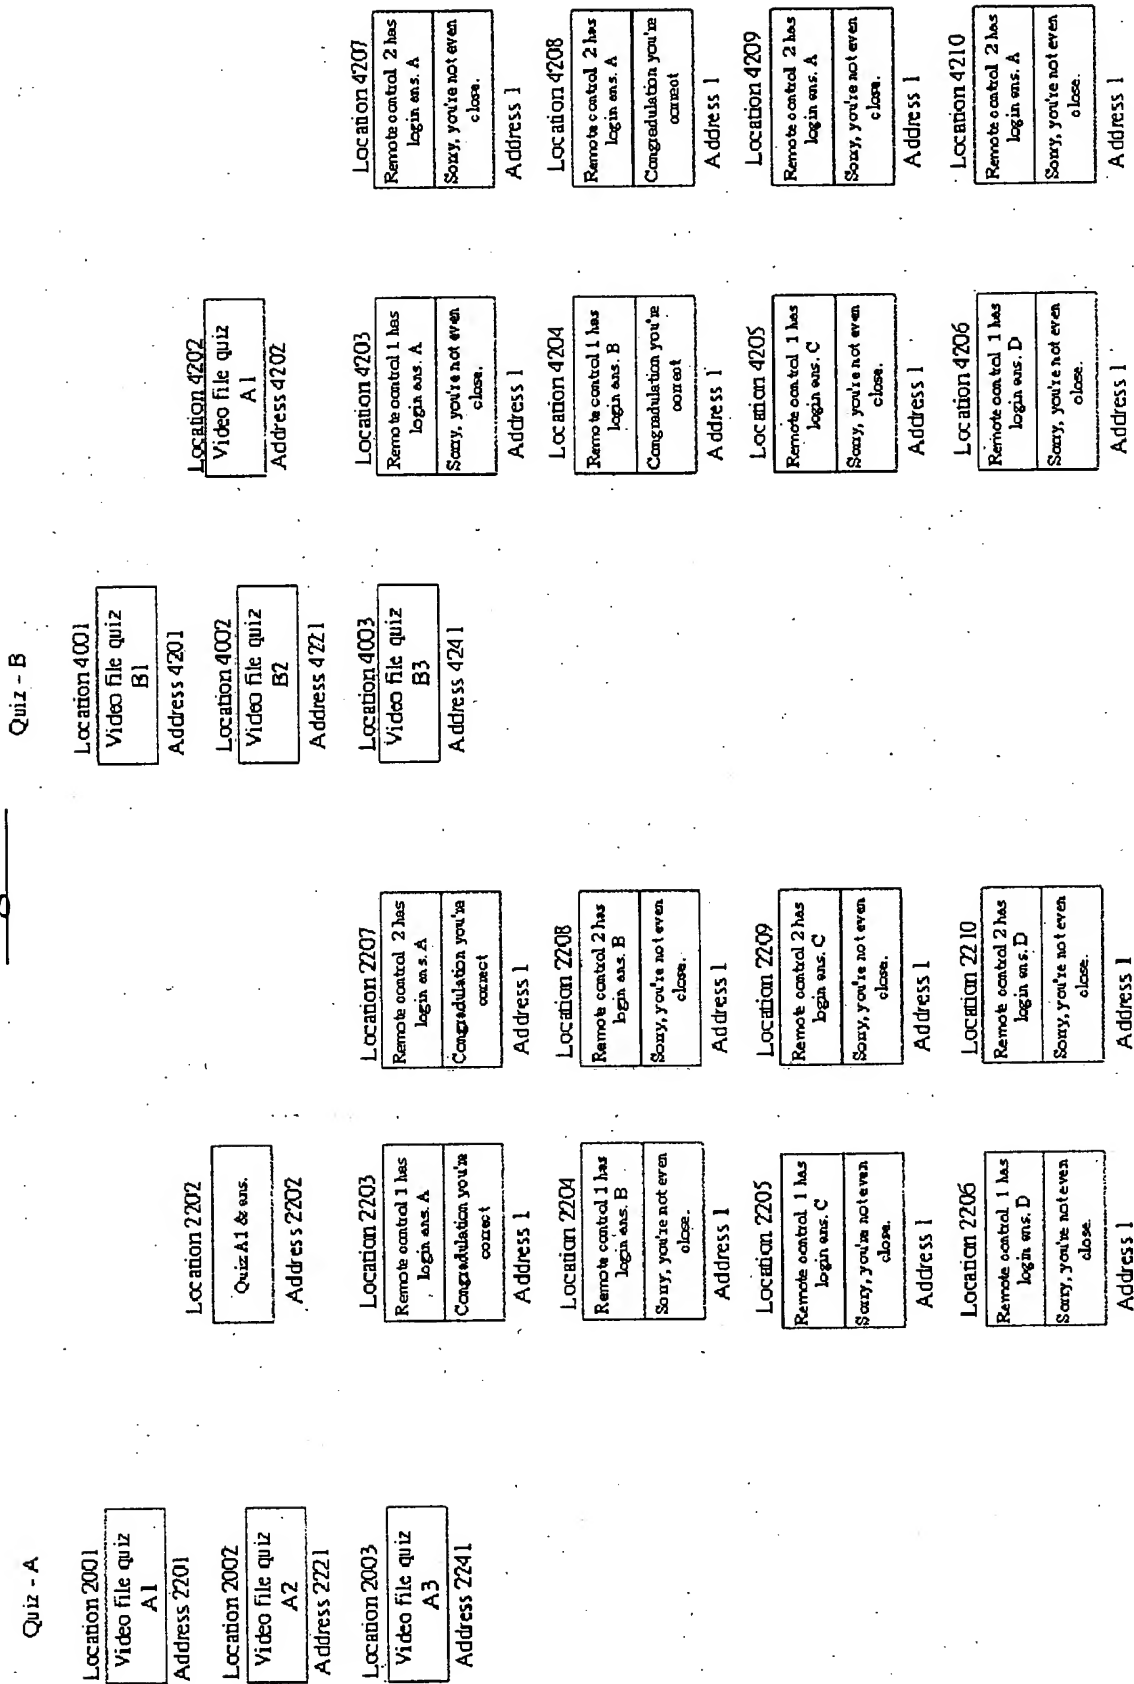 Quiz - A
Location 2001
Video file quiz
A1
Address 2201
Location 2002
Video file quiz
A2
Address 2221
Location 2003
Video file quiz
A3
Address 2241
Location 2202
Quiz A1 & ans.
Address 2202
Location 2203
Remote control 1 has
login ans. A
Congradulation you're
correct
Address 1
Location 2204
Remote control 1 has
login ans. B
Sorry, you're not even
close.
Address 1
Location 2205
Remote control 1 has
login ans. C
Sorry, you're not even
close.
Address 1
Location 2206
Remote control 1 has
login ans. D
Sorry, you're not even
close.
Address 1
Location 2207
Remote control 2 has
login ans. A
Congradulation you're
correct
Address 1
Location 2208
Remote control 2 has
login ans. B
Sorry, you're not even
close.
Address 1
Location 2209
Remote control 2 has
login ans. C
Sorry, you're not even
close.
Address 1
Location 2210
Remote control 2 has
login ans. D
Sorry, you're not even
close.
Address 1
Quiz - B
Location 4001
Video file quiz
B1
Address 4201
Location 4002
Video file quiz
B2
Address 4221
Location 4003
Video file quiz
B3
Address 4241
Location 4202
Video file quiz
A1
Address 4202
Location 4203
Remote control 1 has
login ans. A
Sorry, you're not even
close.
Address 1
Location 4204
Remote control 1 has
login ans. B
Congradulation you're
correct
Address 1
Location 4205
Remote control 1 has
login ans. C
Sorry, you're not even
close.
Address 1
Location 4206
Remote control 1 has
login ans. D
Sorry, you're not even
close.
Address 1
Location 4207
Remote control 2 has
login ans. A
Sorry, you're not even
close.
Address 1
Location 4208
Remote control 2 has
login ans. A
Congradulation you're
correct
Address 1
Location 4209
Remote control 2 has
login ans. A
Sorry, you're not even
close.
Address 1
Location 4210
Remote control 2 has
login ans. A
Sorry, you're not even
close.
Address 1